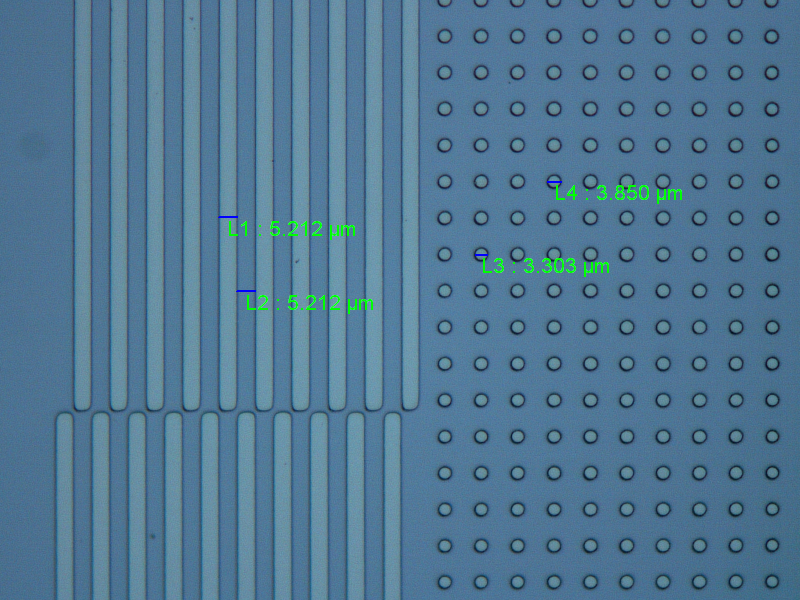 L4 : 3.850 µm
L1 : 5.212 µm
L3 : 3.303 µm
L2 : 5.212 µm